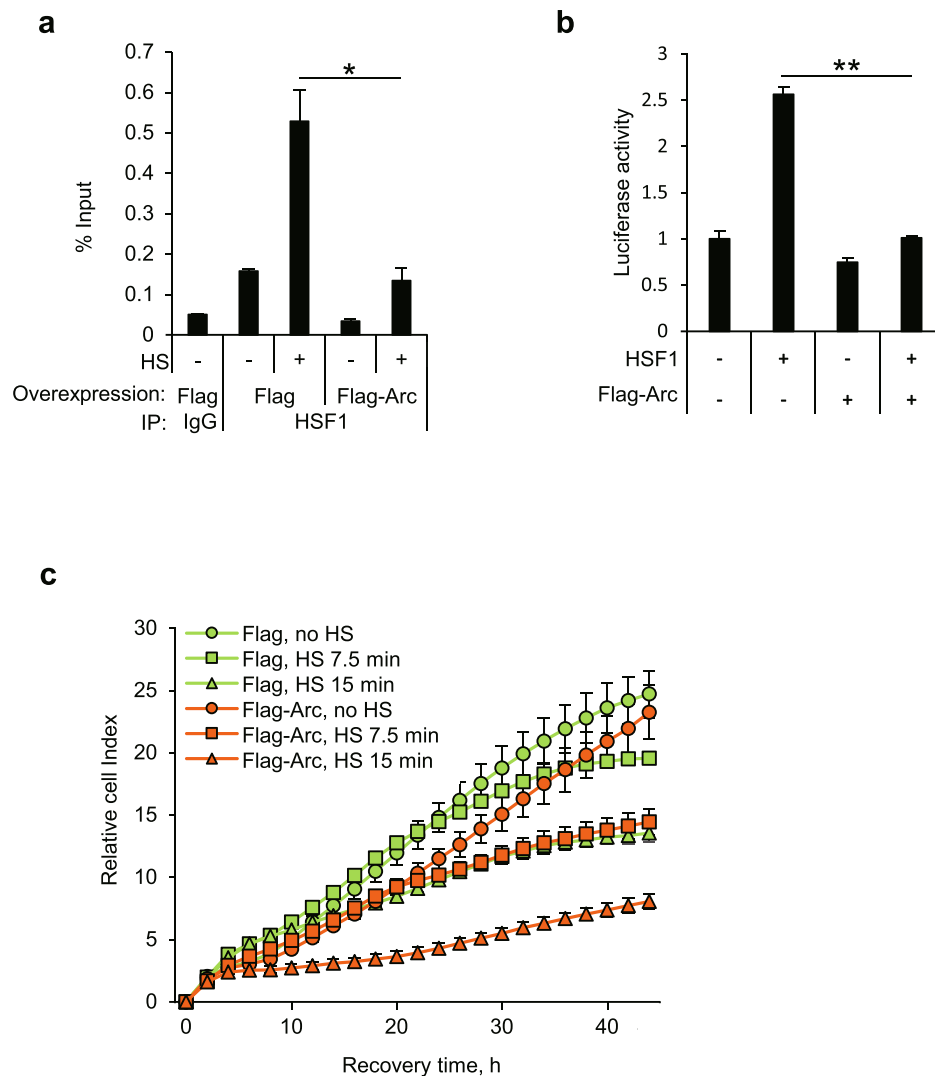 a
0.7
0.6
0.5
0.4
0.3
0.2
0.1
0
% Input
*
HS - - + - +
Overexpression: Flag Flag Flag-Arc
IP: IgG HSF1
b
3
2.5
2
1.5
1
0.5
0
Luciferase activity
**
HSF1 - + - +
Flag-Arc - - + +
c
30
25
20
15
10
5
0
Relative cell Index
Flag, no HS
Flag, HS 7.5 min
Flag, HS 15 min
Flag-Arc, no HS
Flag-Arc, HS 7.5 min
Flag-Arc, HS 15 min
0 10 20 30 40
Recovery time, h